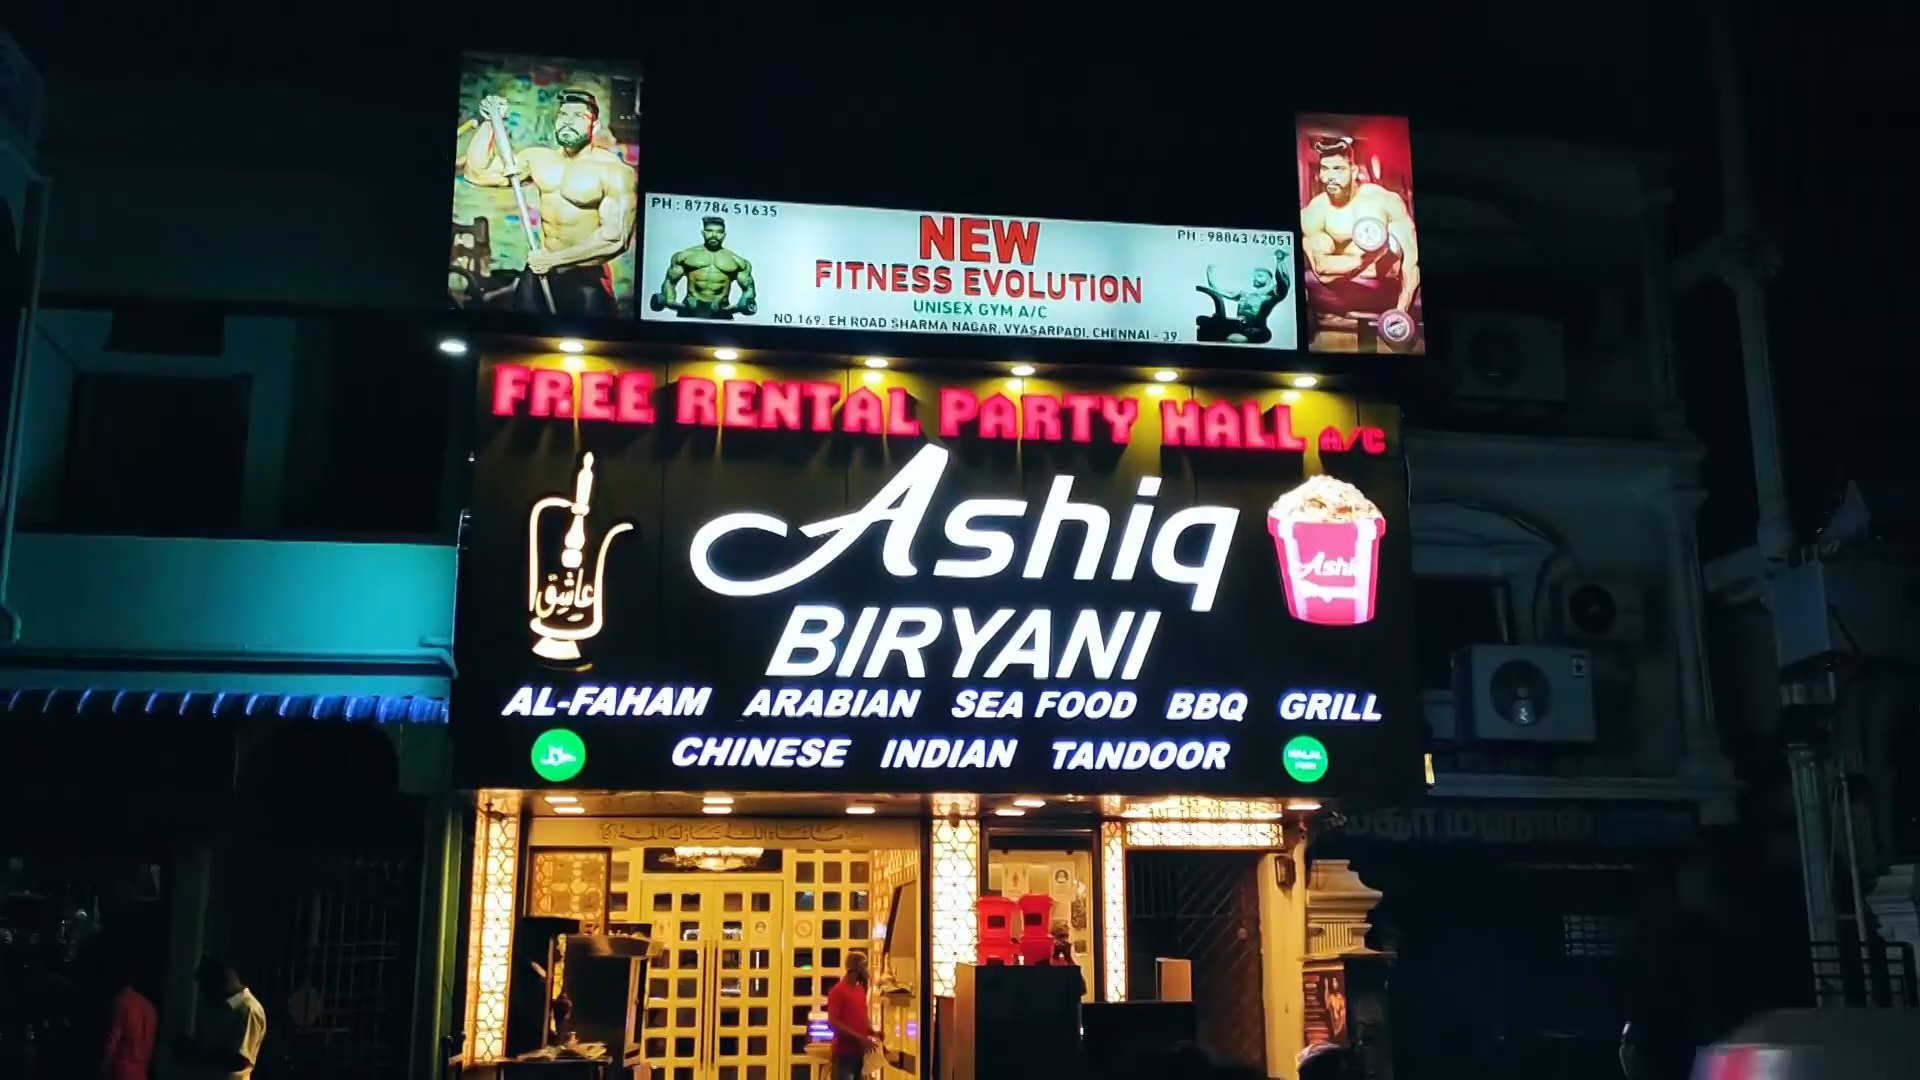 PH : 87784 51635
NEW
PH : 98843 42051
FITNESS EVOLUTION
UNISEX GYM A/C
NO.169, EH ROAD SHARMA NAGAR, VYASARPADI, CHENNAI - 39.
FREE RENTAL PARTY HALL A/C
Ashiq
عاشق
Ashiq
BIRYANI
AL-FAHAM ARABIAN SEA FOOD BBQ GRILL
CHINESE INDIAN TANDOOR
HALAL